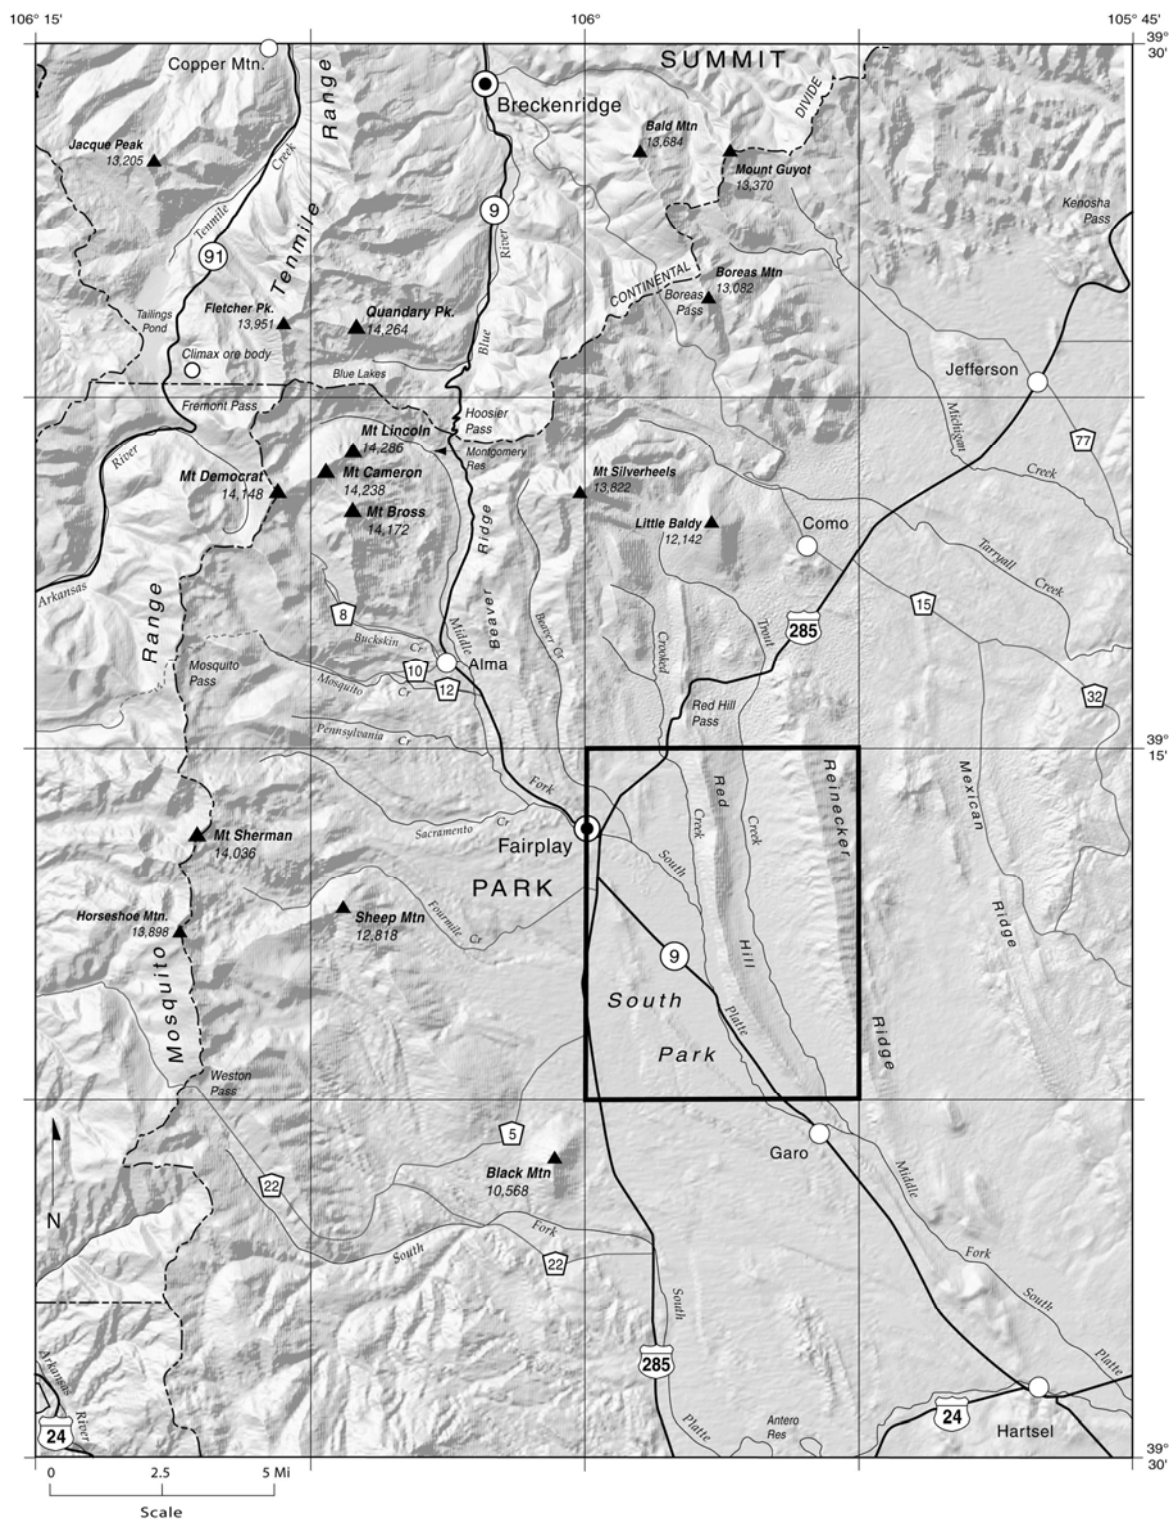 106° 15'
106°
105° 45'
39°
30'
Copper Mtn.
Range
SUMMIT
DIVIDE
Breckenridge
Jacque Peak
13,205
Creek
Bald Mtn
13,684
Mount Guyot
13,370
Kenosha
Pass
Tenmile
9
River
91
Tenmile
CONTINENTAL
Boreas Mtn
13,082
Boreas
Pass
Tailings
Pond
Fletcher Pk.
13,951
Quandary Pk.
14,264
Blue
Climax ore body
Blue Lakes
Jefferson
Fremont Pass
Hoosier
Pass
Michigan
77
River
Mt Lincoln
14,286
Montgomery
Res
Mt Democrat
14,148
Mt Cameron
14,238
Mt Silverheels
13,822
Creek
Mt Bross
14,172
Ridge
Little Baldy
12,142
Como
Tarryall
Creek
Arkansas
Range
8
Beaver
Beaver Cr
15
Buckskin Cr
Middle
Crooked
Trout
285
Mosquito
Pass
10
Alma
12
Mosquito Cr
32
Red Hill
Pass
Pennsylvania Cr
39°
15'
Fork
Red
Reinecker
Mexican
Mt Sherman
14,036
Sacramento Cr
Fairplay
Creek
Creek
South
PARK
Horseshoe Mtn.
13,898
Sheep Mtn
12,818
Fourmile Cr
Ridge
9
Hill
Mosquito
South
Park
Platte
Ridge
Weston
Pass
5
Garo
Black Mtn
10,568
22
Middle
N
South
Fork
22
Fork
South
South
285
Platte
Arkansas
River
24
Platte
Antero
Res
24
Hartsel
39°
30'
0 2.5 5 Mi
Scale